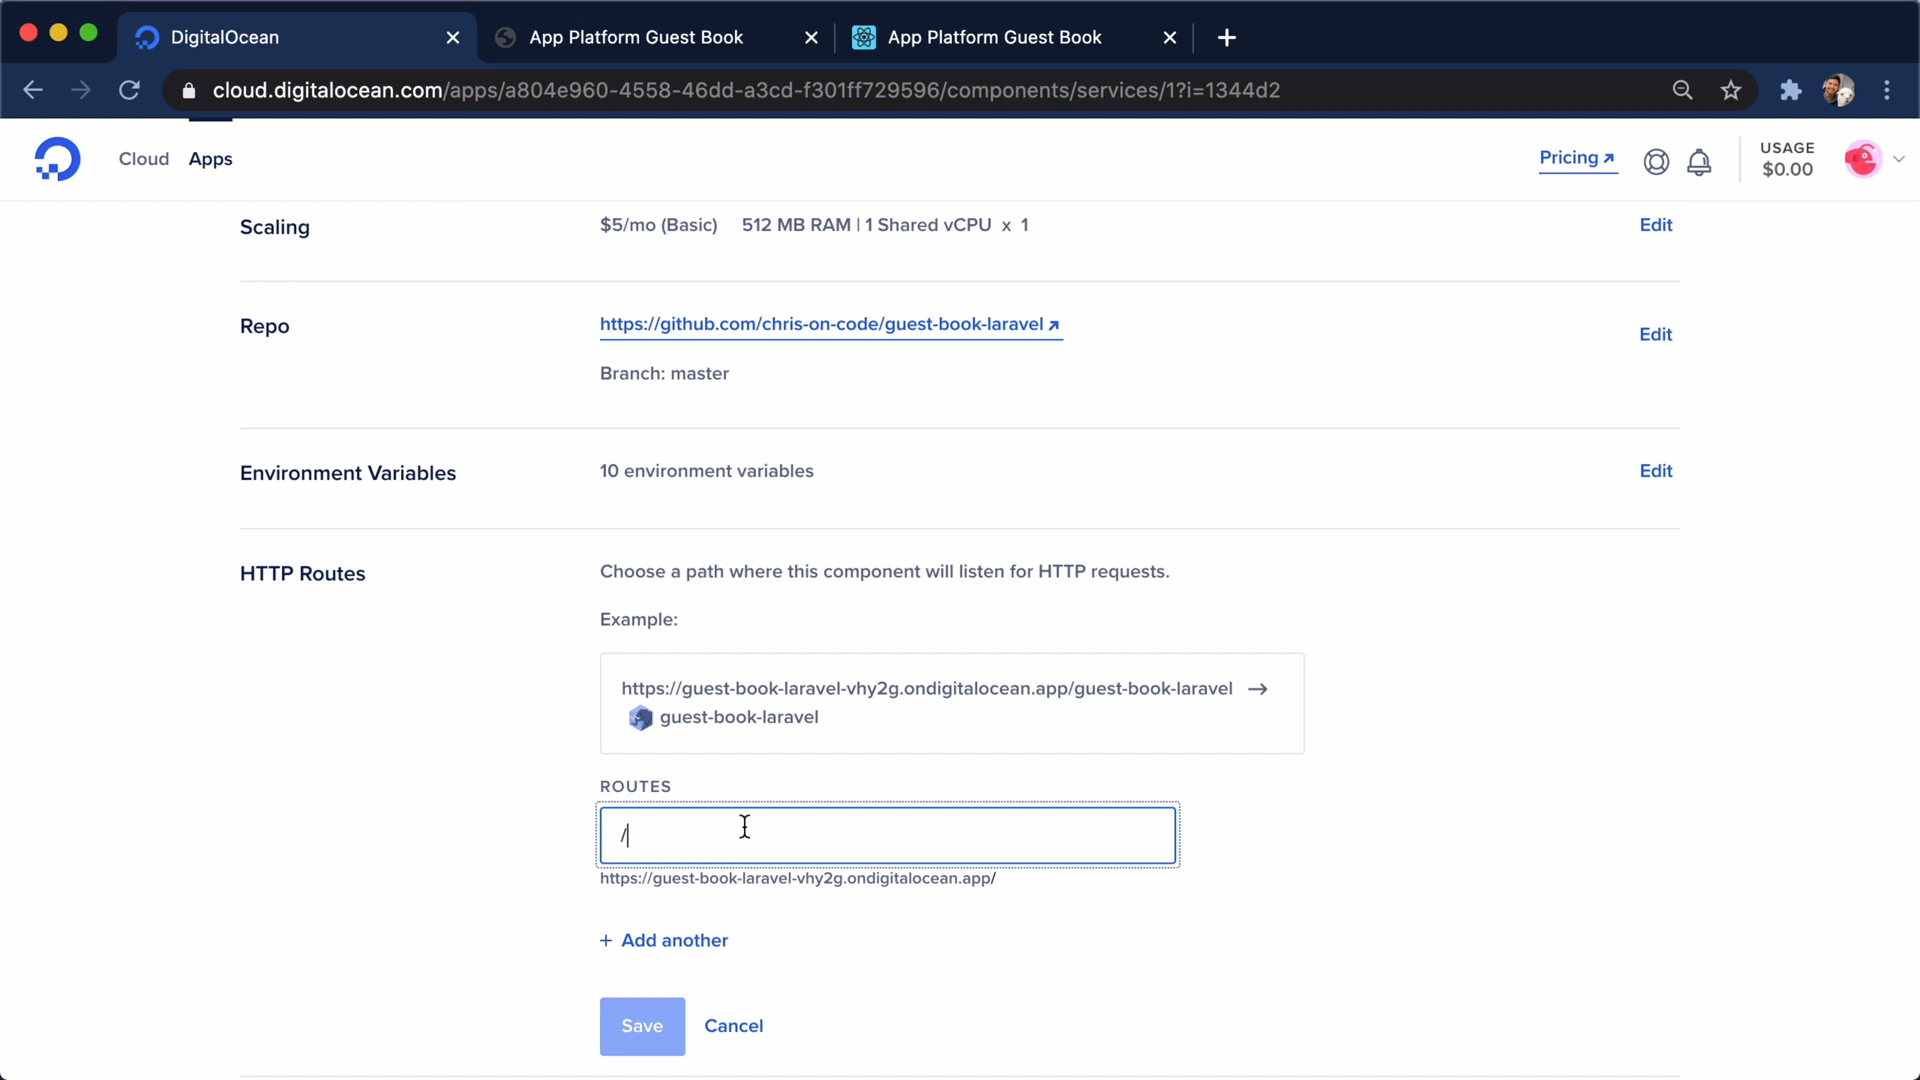 DigitalOcean
App Platform Guest Book
App Platform Guest Book
cloud.digitalocean.com/apps/a804e960-4558-46dd-a3cd-f301ff729596/components/services/1?i=1344d2
Cloud Apps
Pricing ↗
USAGE
$0.00
Scaling
$5/mo (Basic) 512 MB RAM | 1 Shared vCPU x 1
Edit
Repo
https://github.com/chris-on-code/guest-book-laravel ↗
Edit
Branch: master
Environment Variables
10 environment variables
Edit
HTTP Routes
Choose a path where this component will listen for HTTP requests.
Example:
https://guest-book-laravel-vhy2g.ondigitalocean.app/guest-book-laravel →
guest-book-laravel
ROUTES
/
https://guest-book-laravel-vhy2g.ondigitalocean.app/
+ Add another
Save Cancel